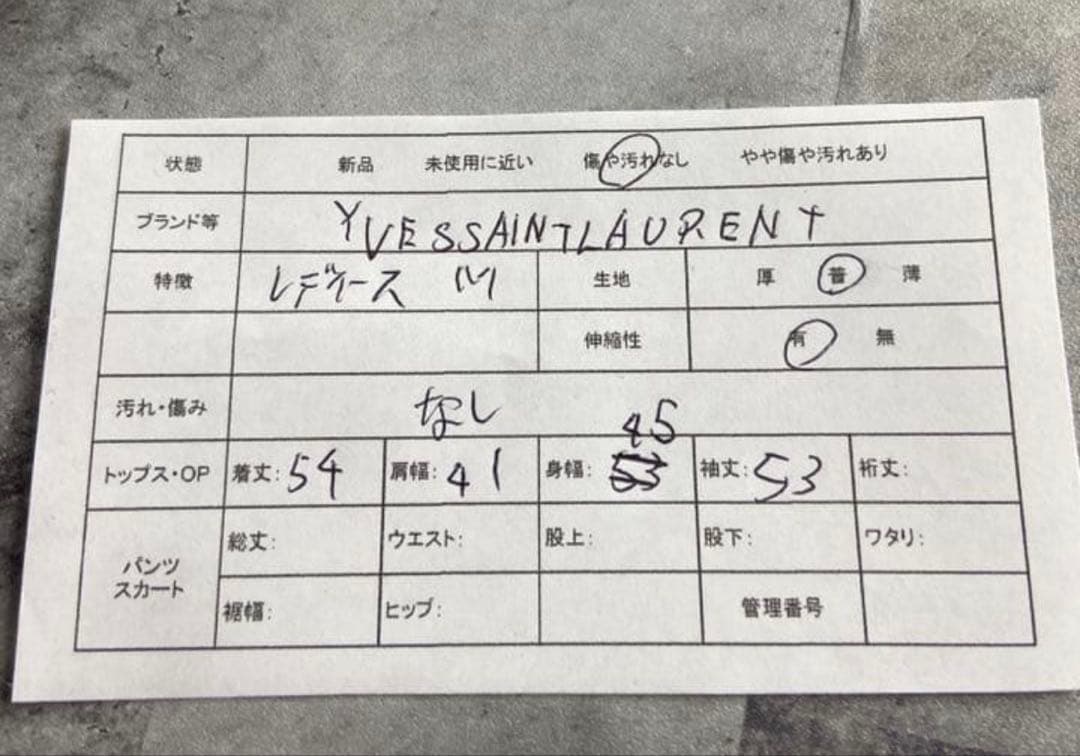 状態 新品 未使用に近い 傷や汚れなし やや傷や汚れあり
ブランド等 YVESSAINTLAURENT
特徴 レディース M 生地 厚 普 薄
伸縮性 有 無
汚れ・傷み なし
45
トップス・OP 着丈: 54 肩幅: 41 身幅: 53 袖丈: 53 裄丈:
パンツ スカート
総丈: ウエスト: 股上: 股下: ワタリ:
裾幅: ヒップ: 管理番号